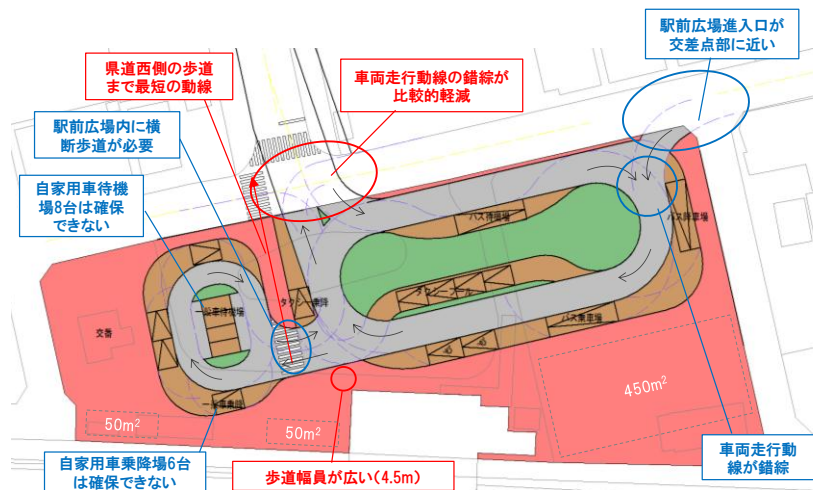 駅前広場進入口が
交差点部に近い
県道西側の歩道
まで最短の動線
車両走行動線の錯綜が
比較的軽減
駅前広場内に横
断歩道が必要
自家用車待機
場8台は確保
できない
バス待機場
バス降車場
タクシープール
タクシー乗降
一般車待機場
交番
バス乗車場
一般車乗降
450m²
50m²
50m²
自家用車乗降場6台
は確保できない
歩道幅員が広い(4.5m)
車両走行動
線が錯綜